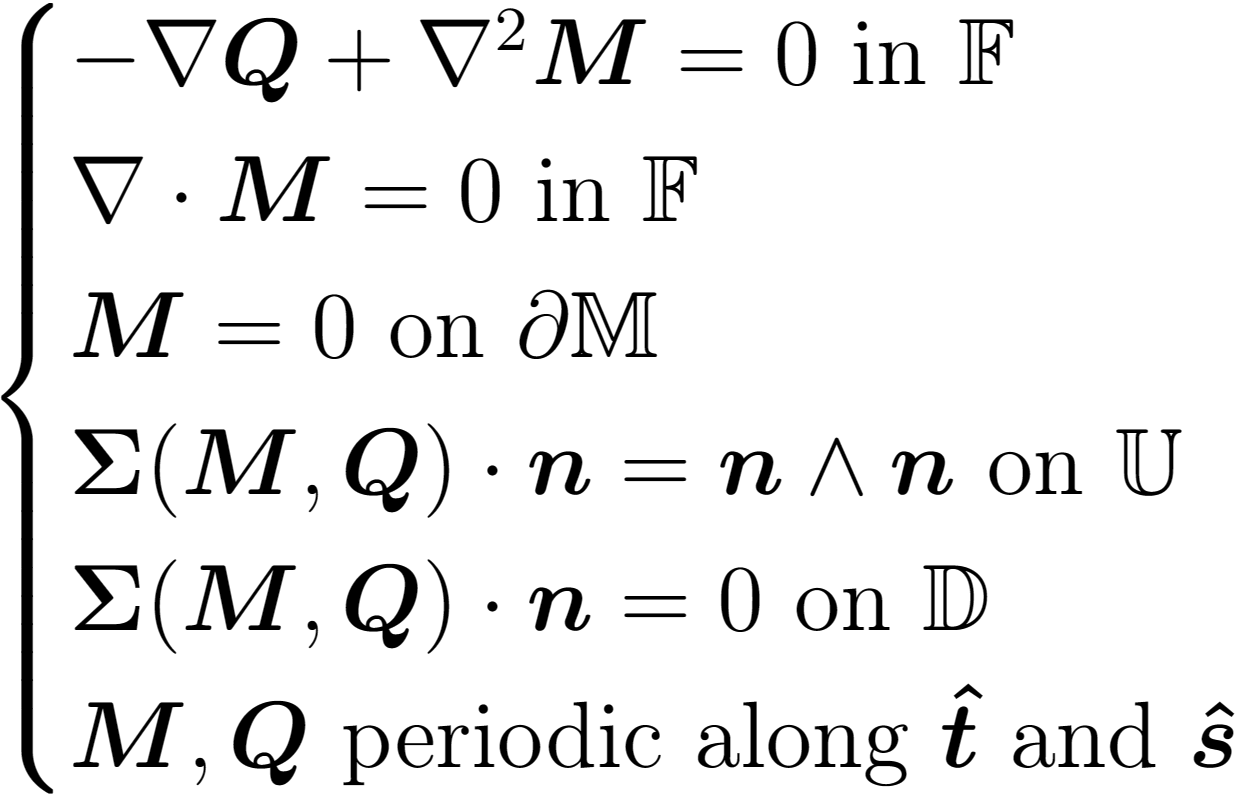 −∇𝑸 + ∇²𝑴 = 0 in 𝔽
∇ · 𝑴 = 0 in 𝔽
𝑴 = 0 on ∂𝕄
𝚺(𝑴, 𝑸) · 𝒏 = 𝒏 ∧ 𝒏 on 𝕌
𝚺(𝑴, 𝑸) · 𝒏 = 0 on 𝔻
𝑴, 𝑸 periodic along 𝒕̂ and 𝒔̂